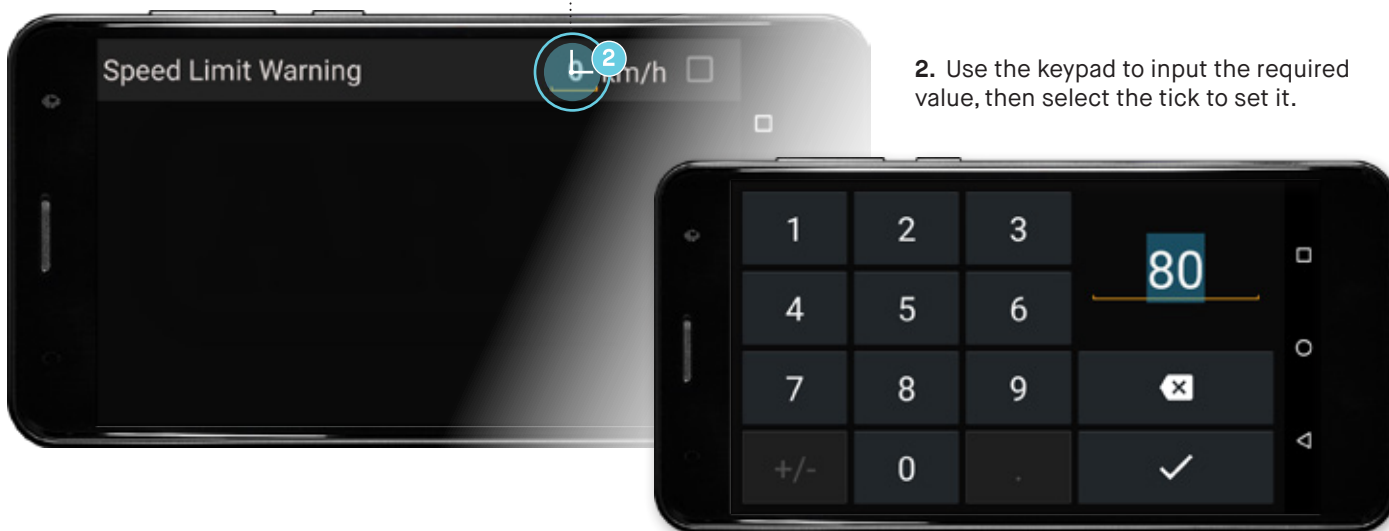 Speed Limit Warning 0 km/h
2
2. Use the keypad to input the required
value, then select the tick to set it.
1 2 3
80
4 5 6
7 8 9
+/- 0 .